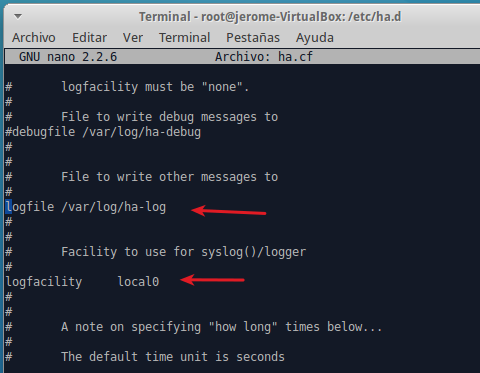 Terminal - root@jerome-VirtualBox: /etc/ha.d
Archivo Editar Ver Terminal Pestañas Ayuda
GNU nano 2.2.6 Archivo: ha.cf
# logfacility must be "none".
#
# File to write debug messages to
#debugfile /var/log/ha-debug
#
#
# File to write other messages to
#
logfile /var/log/ha-log
#
#
# Facility to use for syslog()/logger
#
logfacility local0
#
#
# A note on specifying "how long" times below...
#
# The default time unit is seconds